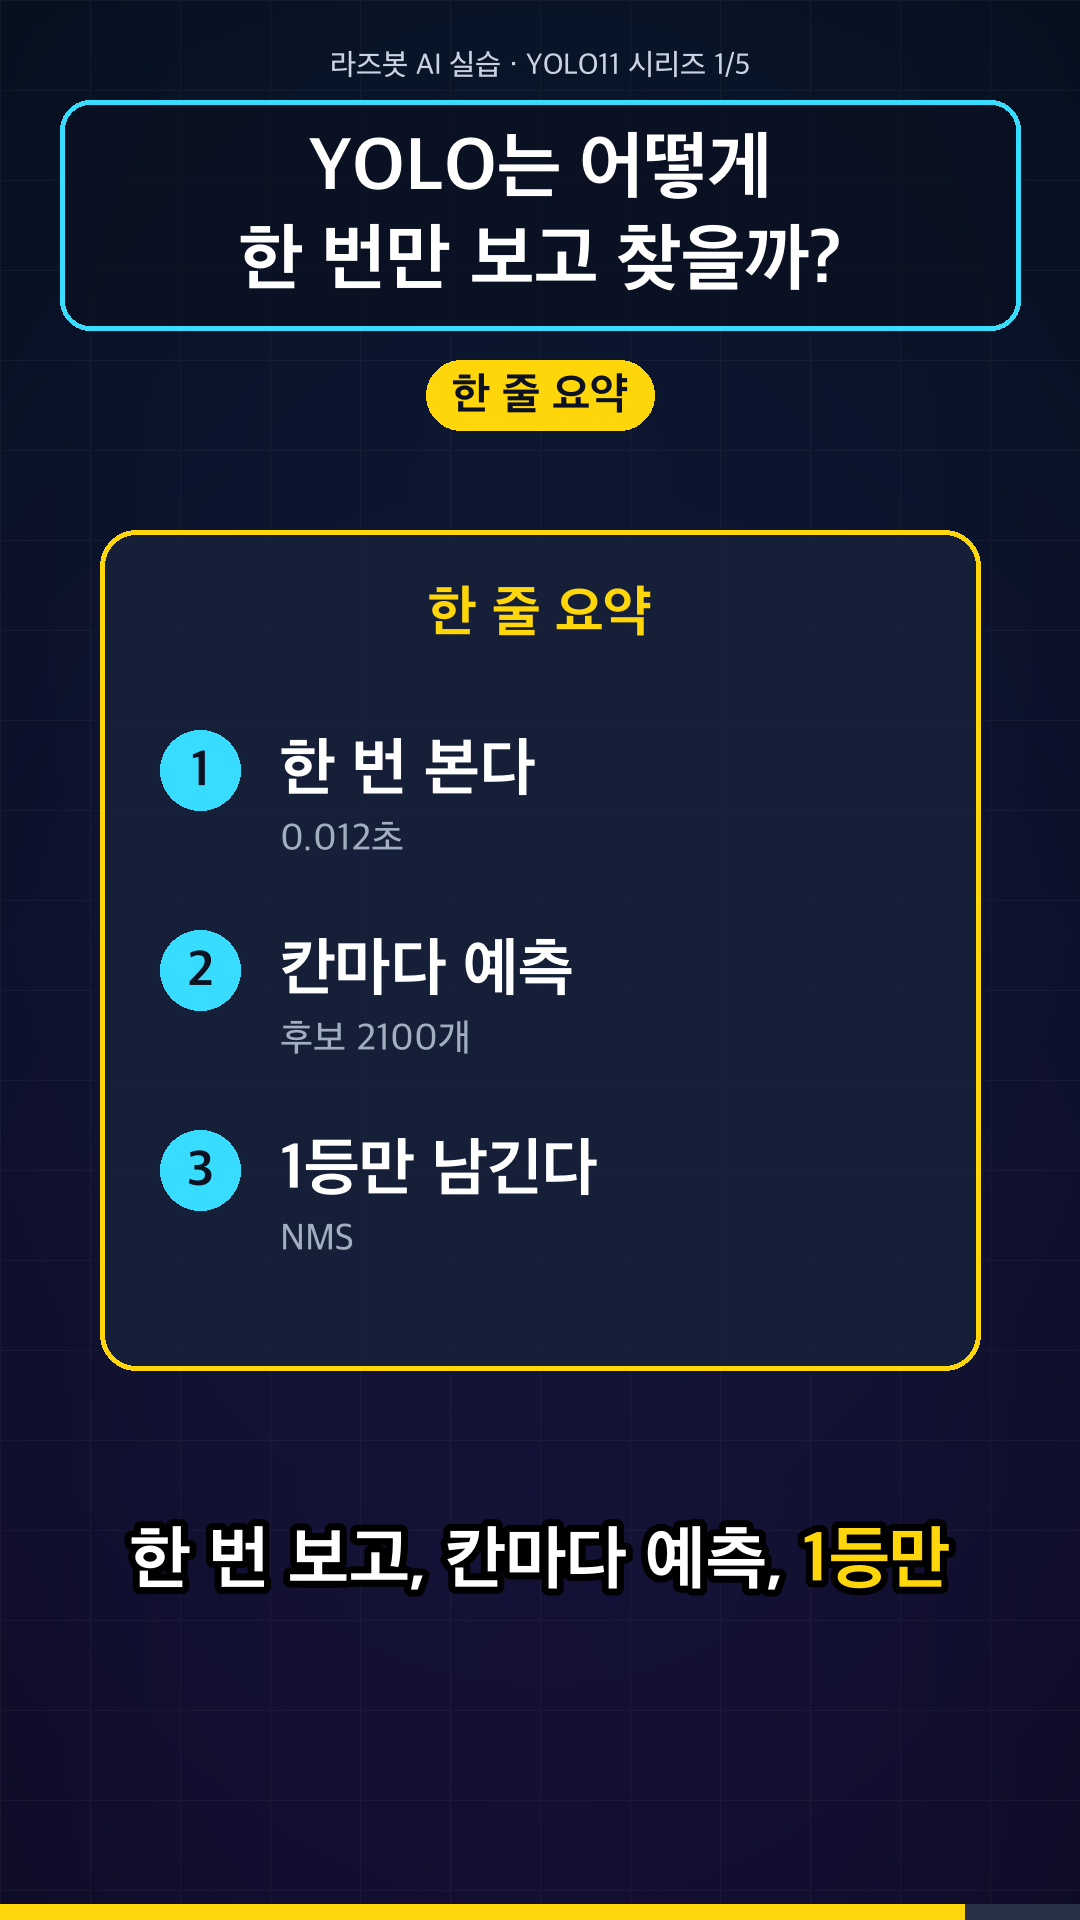 라즈봇 AI 실습 · YOLO11 시리즈 1/5
YOLO는 어떻게
한 번만 보고 찾을까?
한 줄 요약
한 줄 요약
1 한 번 본다
0.012초
2 칸마다 예측
후보 2100개
3 1등만 남긴다
NMS
한 번 보고, 칸마다 예측, 1등만